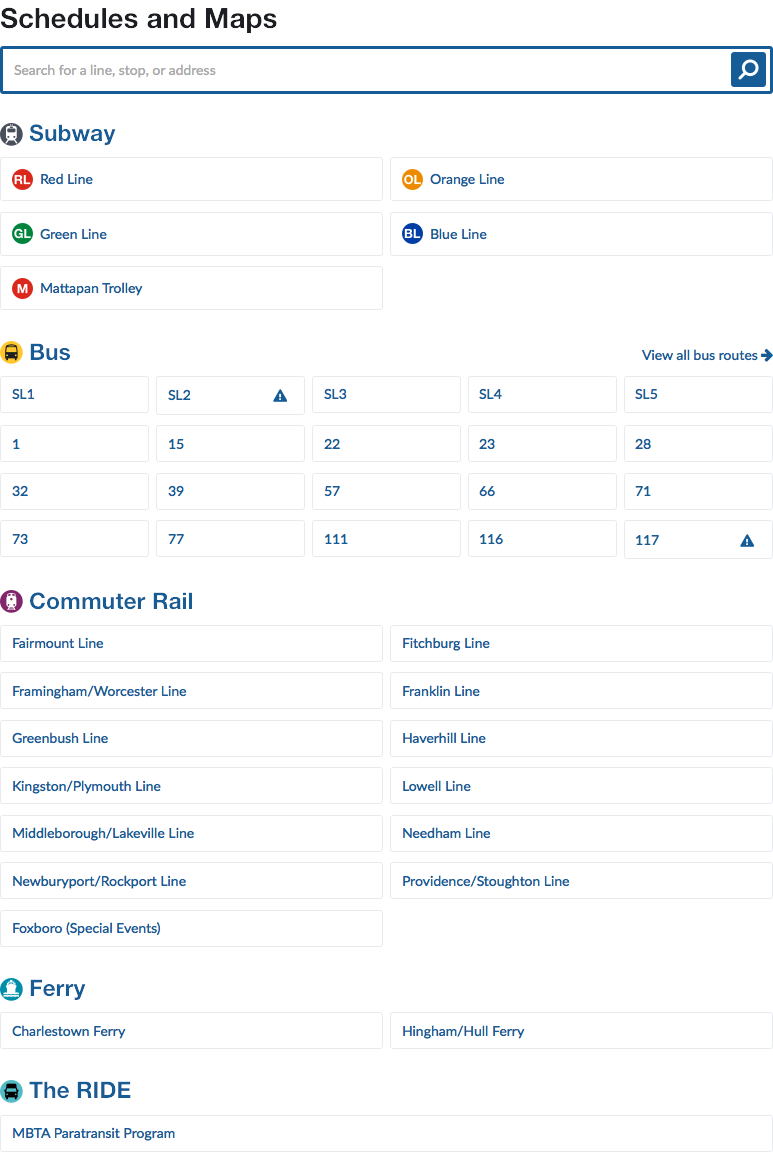 Schedules and Maps
Search for a line, stop, or address
Subway
RL Red Line
OL Orange Line
GL Green Line
BL Blue Line
M Mattapan Trolley
Bus
View all bus routes
SL1 SL2 SL3 SL4 SL5
1 15 22 23 28
32 39 57 66 71
73 77 111 116 117
Commuter Rail
Fairmount Line
Fitchburg Line
Framingham/Worcester Line
Franklin Line
Greenbush Line
Haverhill Line
Kingston/Plymouth Line
Lowell Line
Middleborough/Lakeville Line
Needham Line
Newburyport/Rockport Line
Providence/Stoughton Line
Foxboro (Special Events)
Ferry
Charlestown Ferry
Hingham/Hull Ferry
The RIDE
MBTA Paratransit Program